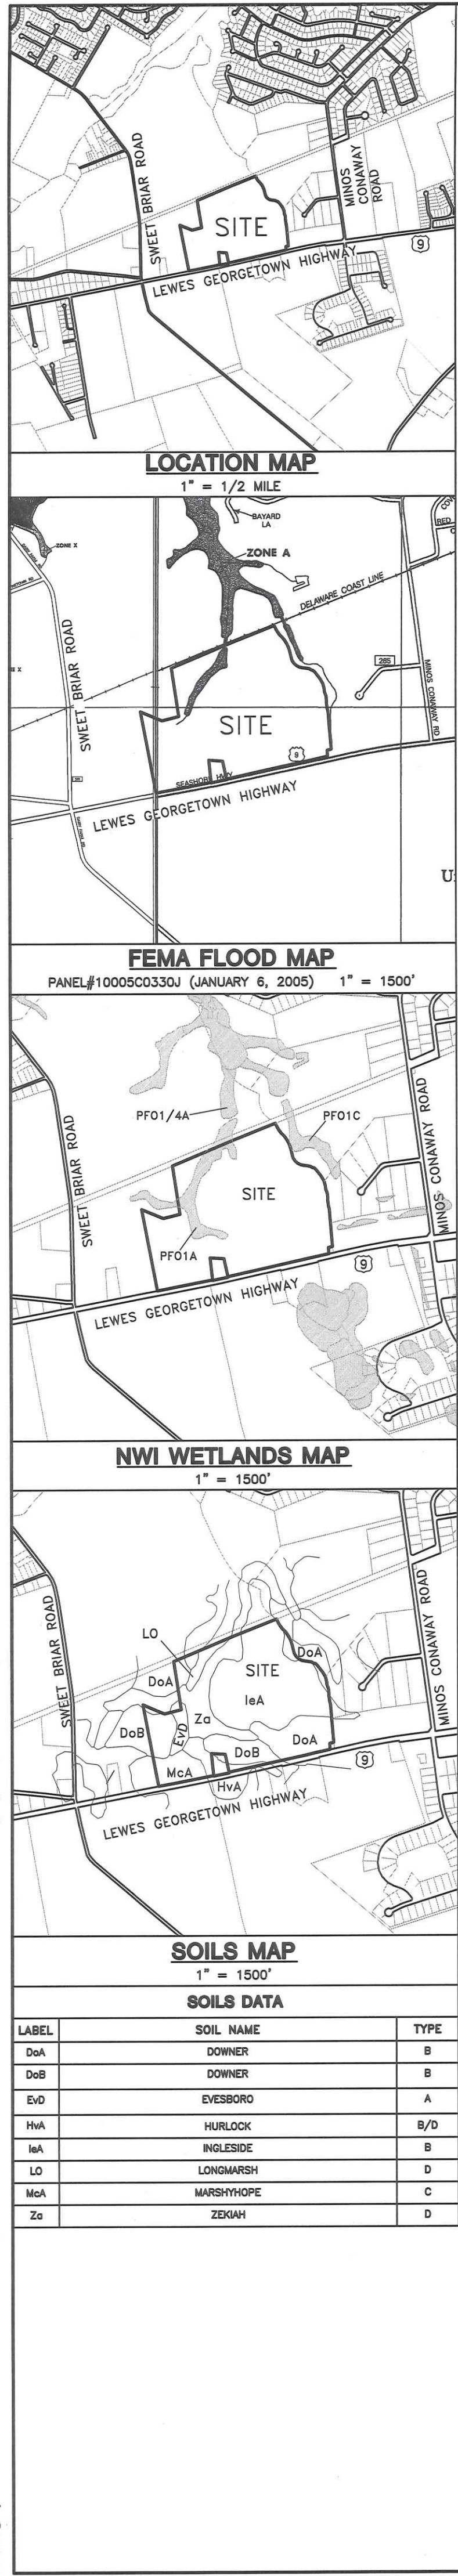 SWEET BRIAR ROAD
MINOS
CONAWAY
ROAD
SITE
9
LEWES GEORGETOWN HIGHWAY
LOCATION MAP
1" = 1/2 MILE
BAYARD
LA
ZONE X
ZONE A
RED
DELAWARE COAST LINE
SWEET BRIAR ROAD
285
MINOS CONAWAY RD
SITE
9
SEASHORE HWY
LEWES GEORGETOWN HIGHWAY
FEMA FLOOD MAP
PANEL#10005C0330J (JANUARY 6, 2005) 1" = 1500'
PFO1/4A
PFO1C
SWEET BRIAR ROAD
MINOS CONAWAY ROAD
SITE
PFO1A
9
LEWES GEORGETOWN HIGHWAY
NWI WETLANDS MAP
1" = 1500'
SWEET BRIAR ROAD
MINOS CONAWAY ROAD
LO
DoA
SITE
DoA
IeA
Za
DoB
EvD
DoA
DoB
McA
HvA
9
LEWES GEORGETOWN HIGHWAY
SOILS MAP
1" = 1500'
SOILS DATA
LABEL SOIL NAME TYPE
DoA DOWNER B
DoB DOWNER B
EvD EVESBORO A
HvA HURLOCK B/D
IeA INGLESIDE B
LO LONGMARSH D
McA MARSHYHOPE C
Za ZEKIAH D